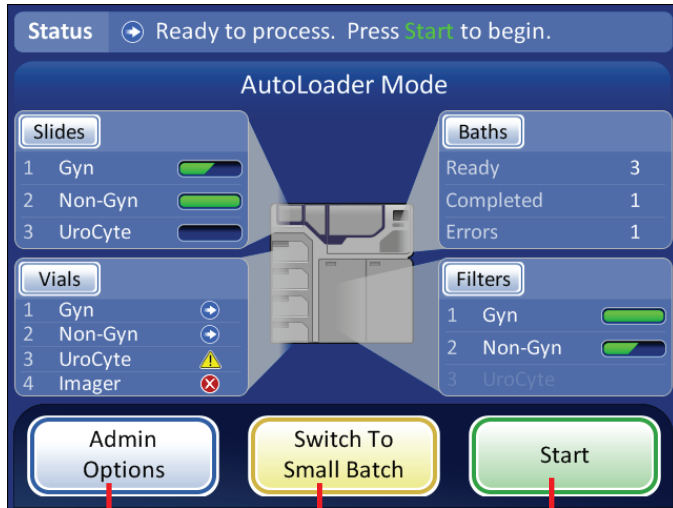 Status Ready to process. Press Start to begin.
AutoLoader Mode
Slides
1 Gyn
2 Non-Gyn
3 UroCyte
Baths
Ready 3
Completed 1
Errors 1
Vials
1 Gyn
2 Non-Gyn
3 UroCyte
4 Imager
Filters
1 Gyn
2 Non-Gyn
3 UroCyte
Admin
Options
Switch To
Small Batch
Start